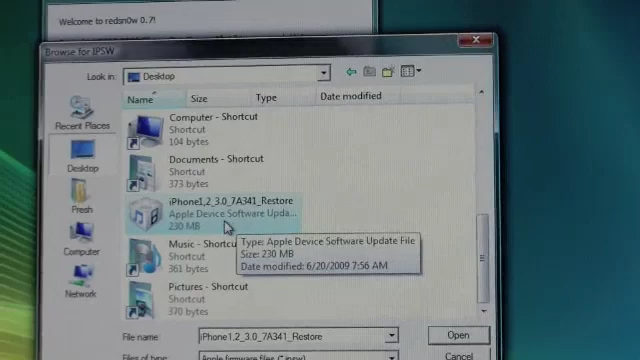 Welcome to redsn0w 0.7!
Browse for IPSW
Look in:
Desktop
Name
Size
Type
Date modified
Recent Places
Desktop
Fresh
Computer
Network
Computer - Shortcut
Shortcut
104 bytes
Documents - Shortcut
Shortcut
373 bytes
iPhone1,2_3.0_7A341_Restore
Apple Device Software Upda...
230 MB
Type: Apple Device Software Update File
Size: 230 MB
Date modified: 6/20/2009 7:56 AM
Music - Shortcu
Shortcut
361 bytes
Pictures - Shortcut
Shortcut
370 bytes
File name:
iPhone1,2_3.0_7A341_Restore
Open
Files of type:
Apple firmware files (*.ipsw)
Cancel